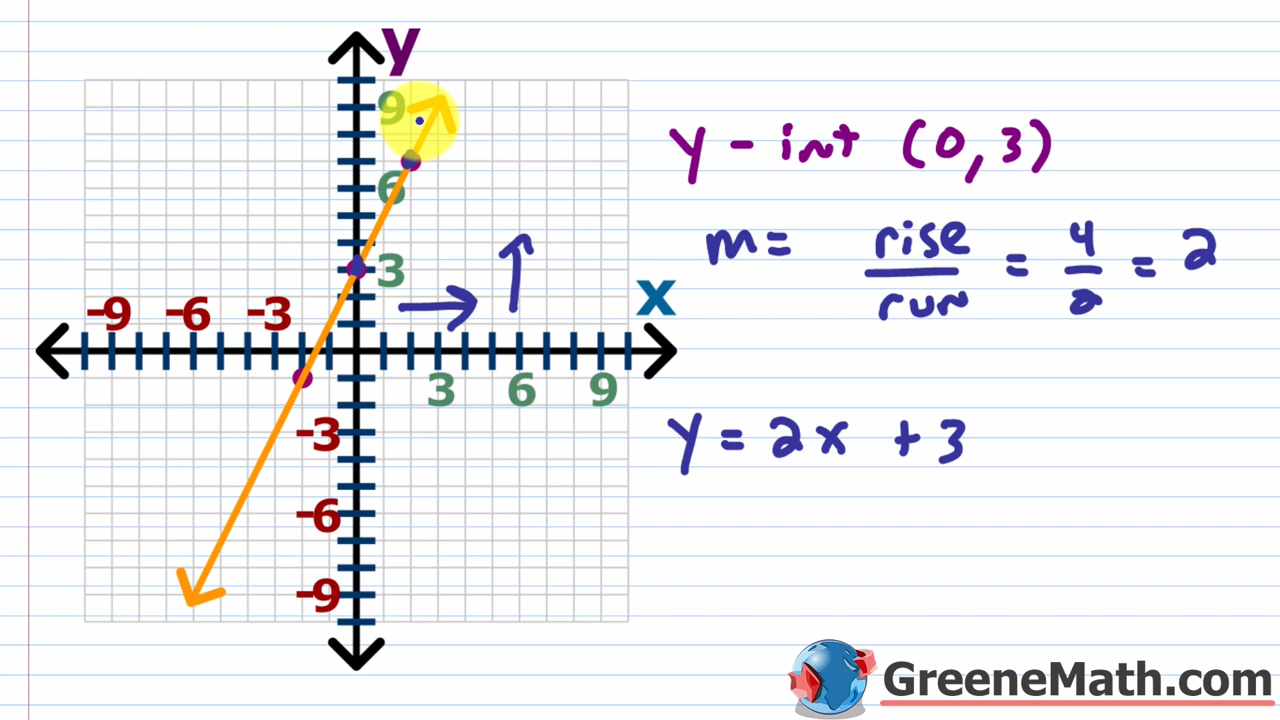 y
9
6
3
-9 -6 -3
x
3 6 9
-3
-6
-9
y - int (0, 3)
m = rise/run = 4/2 = 2
y = 2x + 3
GreeneMath.com